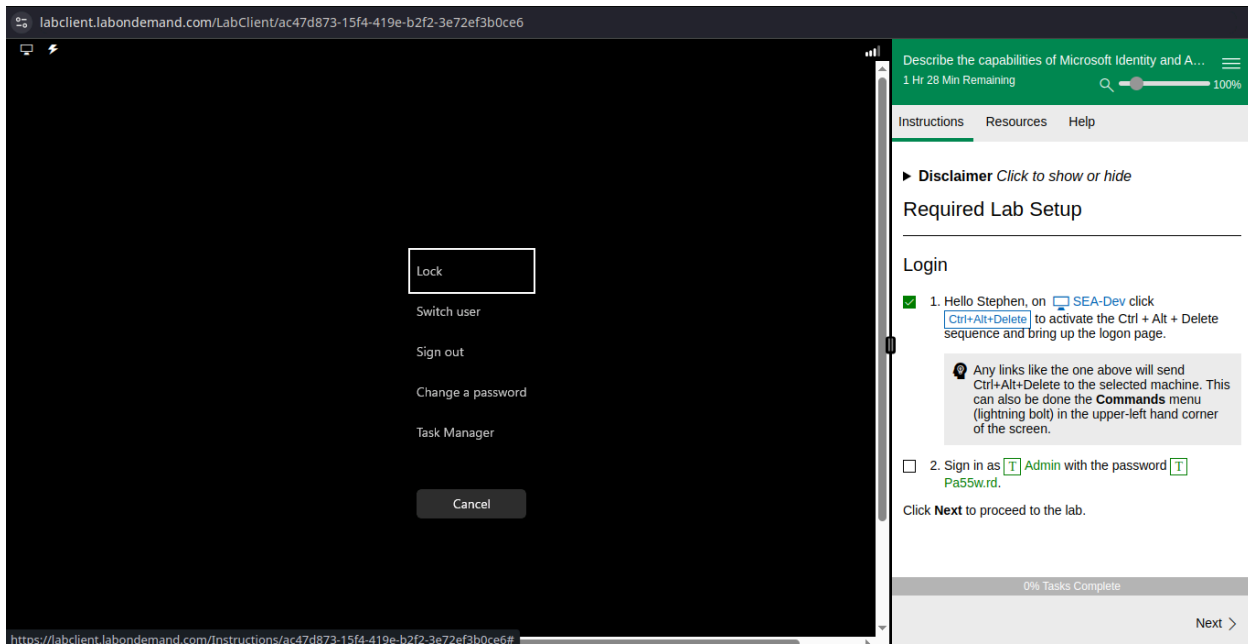 labclient.labondemand.com/LabClient/ac47d873-15f4-419e-b2f2-3e72ef3b0ce6
Lock
Switch user
Sign out
Change a password
Task Manager
Cancel
https://labclient.labondemand.com/Instructions/ac47d873-15f4-419e-b2f2-3e72ef3b0ce6#
Describe the capabilities of Microsoft Identity and A...
1 Hr 28 Min Remaining
100%
Instructions Resources Help
Disclaimer Click to show or hide
Required Lab Setup
Login
1. Hello Stephen, on SEA-Dev click
Ctrl+Alt+Delete to activate the Ctrl + Alt + Delete
sequence and bring up the logon page.
Any links like the one above will send
Ctrl+Alt+Delete to the selected machine. This
can also be done the Commands menu
(lightning bolt) in the upper-left hand corner
of the screen.
2. Sign in as T Admin with the password T
Pa55w.rd.
Click Next to proceed to the lab.
0% Tasks Complete
Next